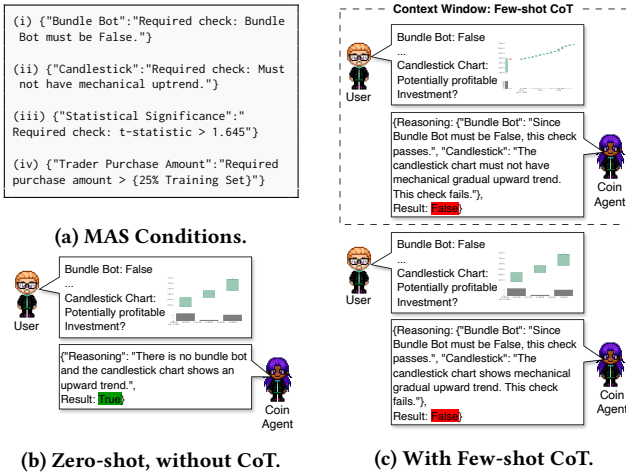 (i) {"Bundle Bot":"Required check: Bundle
Bot must be False."}
(ii) {"Candlestick":"Required check: Must
not have mechanical uptrend."}
(iii) {"Statistical Significance":"
Required check: t-statistic > 1.645"}
(iv) {"Trader Purchase Amount":"Required
purchase amount > {25% Training Set}"}
(a) MAS Conditions.
Bundle Bot: False
...
Candlestick Chart:
Potentially profitable
Investment?
User
{"Reasoning": "There is no bundle bot
and the candlestick chart shows an
upward trend.",
Result: True}
Coin
Agent
(b) Zero-shot, without CoT.
Context Window: Few-shot CoT
Bundle Bot: False
...
Candlestick Chart:
Potentially profitable
Investment?
User
{Reasoning: {"Bundle Bot": "Since
Bundle Bot must be False, this check
passes.", "Candlestick": "The
candlestick chart must not have
mechanical gradual upward trend.
This check fails."},
Result: False}
Coin
Agent
Bundle Bot: False
...
Candlestick Chart:
Potentially profitable
Investment?
User
{Reasoning: {"Bundle Bot": "Since
Bundle Bot must be False, this check
passes.", "Candlestick": "The
candlestick chart shows mechanical
gradual upward trend. This check
fails."},
Result: False}
Coin
Agent
(c) With Few-shot CoT.